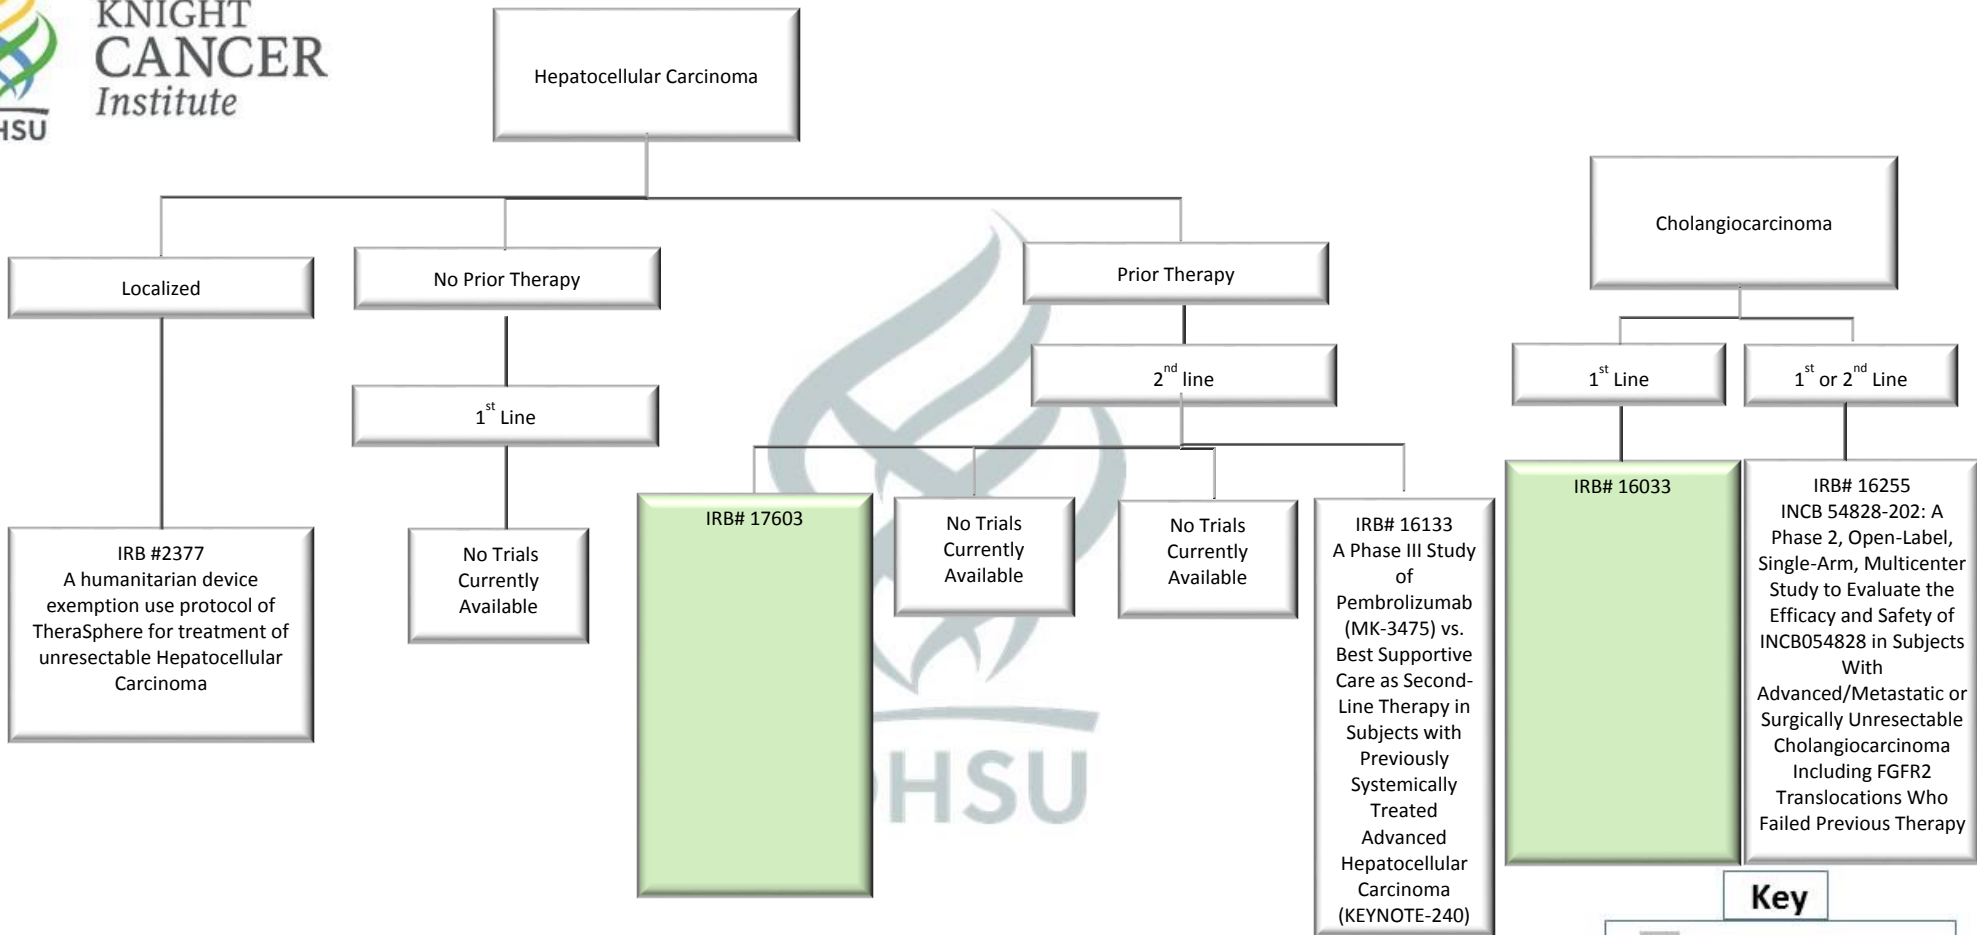 KNIGHT
CANCER
Institute
HSU
Hepatocellular Carcinoma
Cholangiocarcinoma
Localized
No Prior Therapy
Prior Therapy
1st Line
2nd line
1st Line
1st or 2nd Line
IRB #2377
A humanitarian device
exemption use protocol of
TheraSphere for treatment of
unresectable Hepatocellular
Carcinoma
No Trials
Currently
Available
IRB# 17603
No Trials
Currently
Available
No Trials
Currently
Available
IRB# 16133
A Phase III Study
of
Pembrolizumab
(MK-3475) vs.
Best Supportive
Care as Second-
Line Therapy in
Subjects with
Previously
Systemically
Treated
Advanced
Hepatocellular
Carcinoma
(KEYNOTE-240)
IRB# 16033
IRB# 16255
INCB 54828-202: A
Phase 2, Open-Label,
Single-Arm, Multicenter
Study to Evaluate the
Efficacy and Safety of
INCB054828 in Subjects
With
Advanced/Metastatic or
Surgically Unresectable
Cholangiocarcinoma
Including FGFR2
Translocations Who
Failed Previous Therapy
OHSU
Key